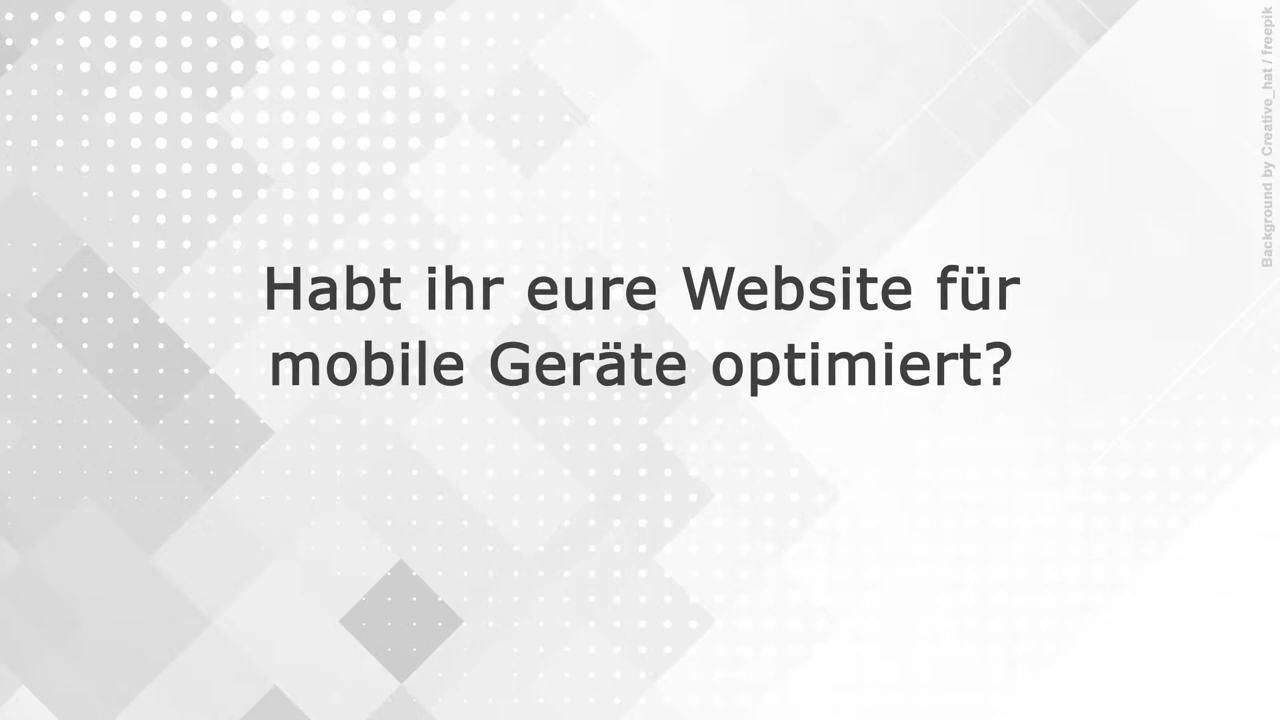 Habt ihr eure Website für
mobile Geräte optimiert?
Background by Creative_hat / freepik